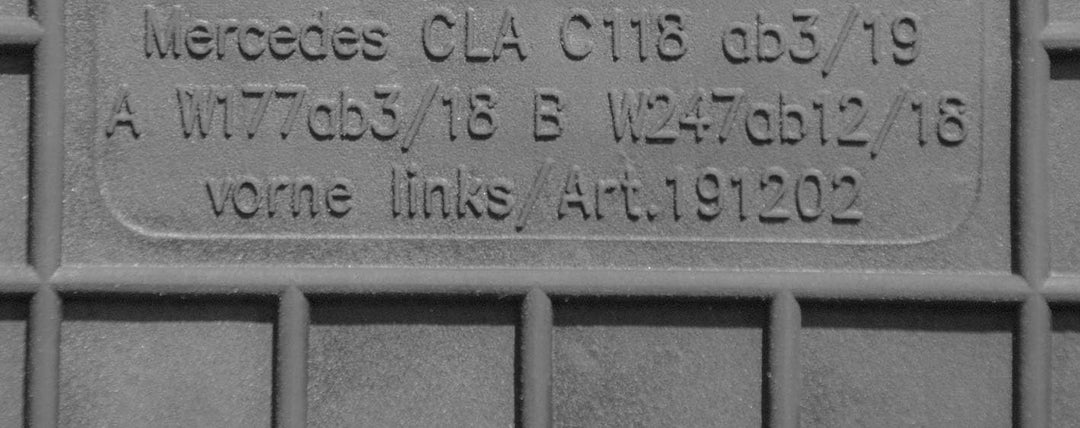 Mercedes CLA C118 ab3/19
A W177ab3/18 B W247ab12/18
vorne links/Art.191202